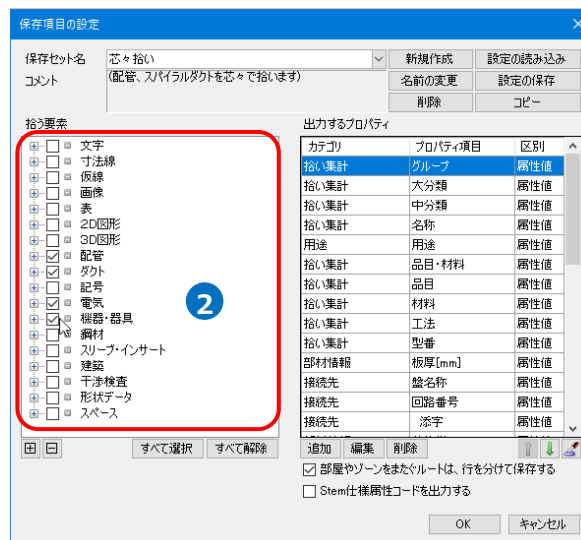 保存項目の設定
保存セット名 芯々拾い 新規作成 設定の読み込み
コメント (配管、スパイラルダクトを芯々で拾います) 名前の変更 設定の保存
削除 コピー
拾う要素
文字
寸法線
仮線
画像
表
2D図形
3D図形
配管
ダクト
記号
電気
機器・器具
鋼材
スリーブ・インサート
建築
干渉検査
形状データ
スペース
2
すべて選択 すべて解除
出力するプロパティ
カテゴリ プロパティ項目 区別
拾い集計 グループ 属性値
拾い集計 大分類 属性値
拾い集計 中分類 属性値
拾い集計 名称 属性値
用途 用途 属性値
拾い集計 品目・材料 属性値
拾い集計 品目 属性値
拾い集計 材料 属性値
拾い集計 工法 属性値
拾い集計 型番 属性値
部材情報 板厚[mm] 属性値
接続先 盤名称 属性値
接続先 回路番号 属性値
接続先 添字 属性値
追加 編集 削除
部屋やゾーンをまたぐルートは、行を分けて保存する
Stem仕様属性コードを出力する
OK キャンセル